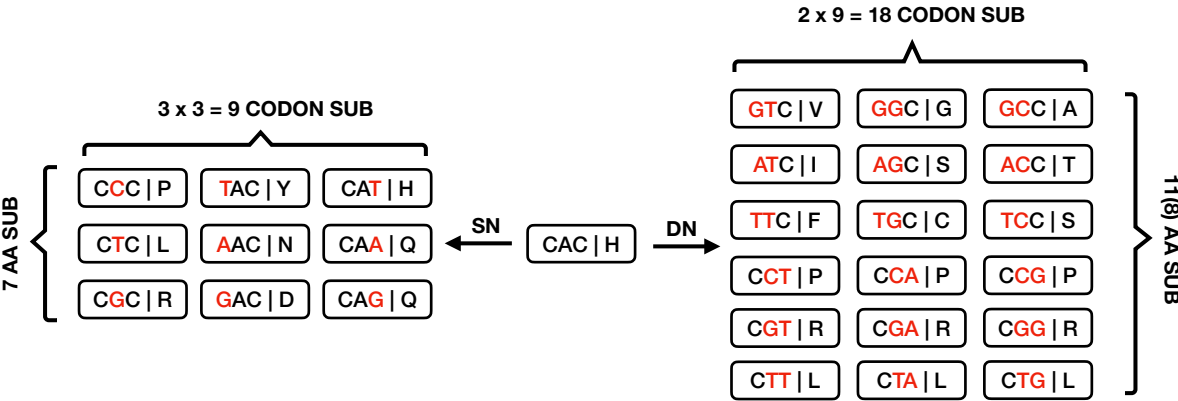 2 x 9 = 18 CODON SUB
3 x 3 = 9 CODON SUB
7 AA SUB
CCC | P TAC | Y CAT | H
CTC | L AAC | N CAA | Q
CGC | R GAC | D CAG | Q
SN
CAC | H
DN
GTC | V GGC | G GCC | A
ATC | I AGC | S ACC | T
TTC | F TGC | C TCC | S
CCT | P CCA | P CCG | P
CGT | R CGA | R CGG | R
CTT | L CTA | L CTG | L
11(8) AA SUB